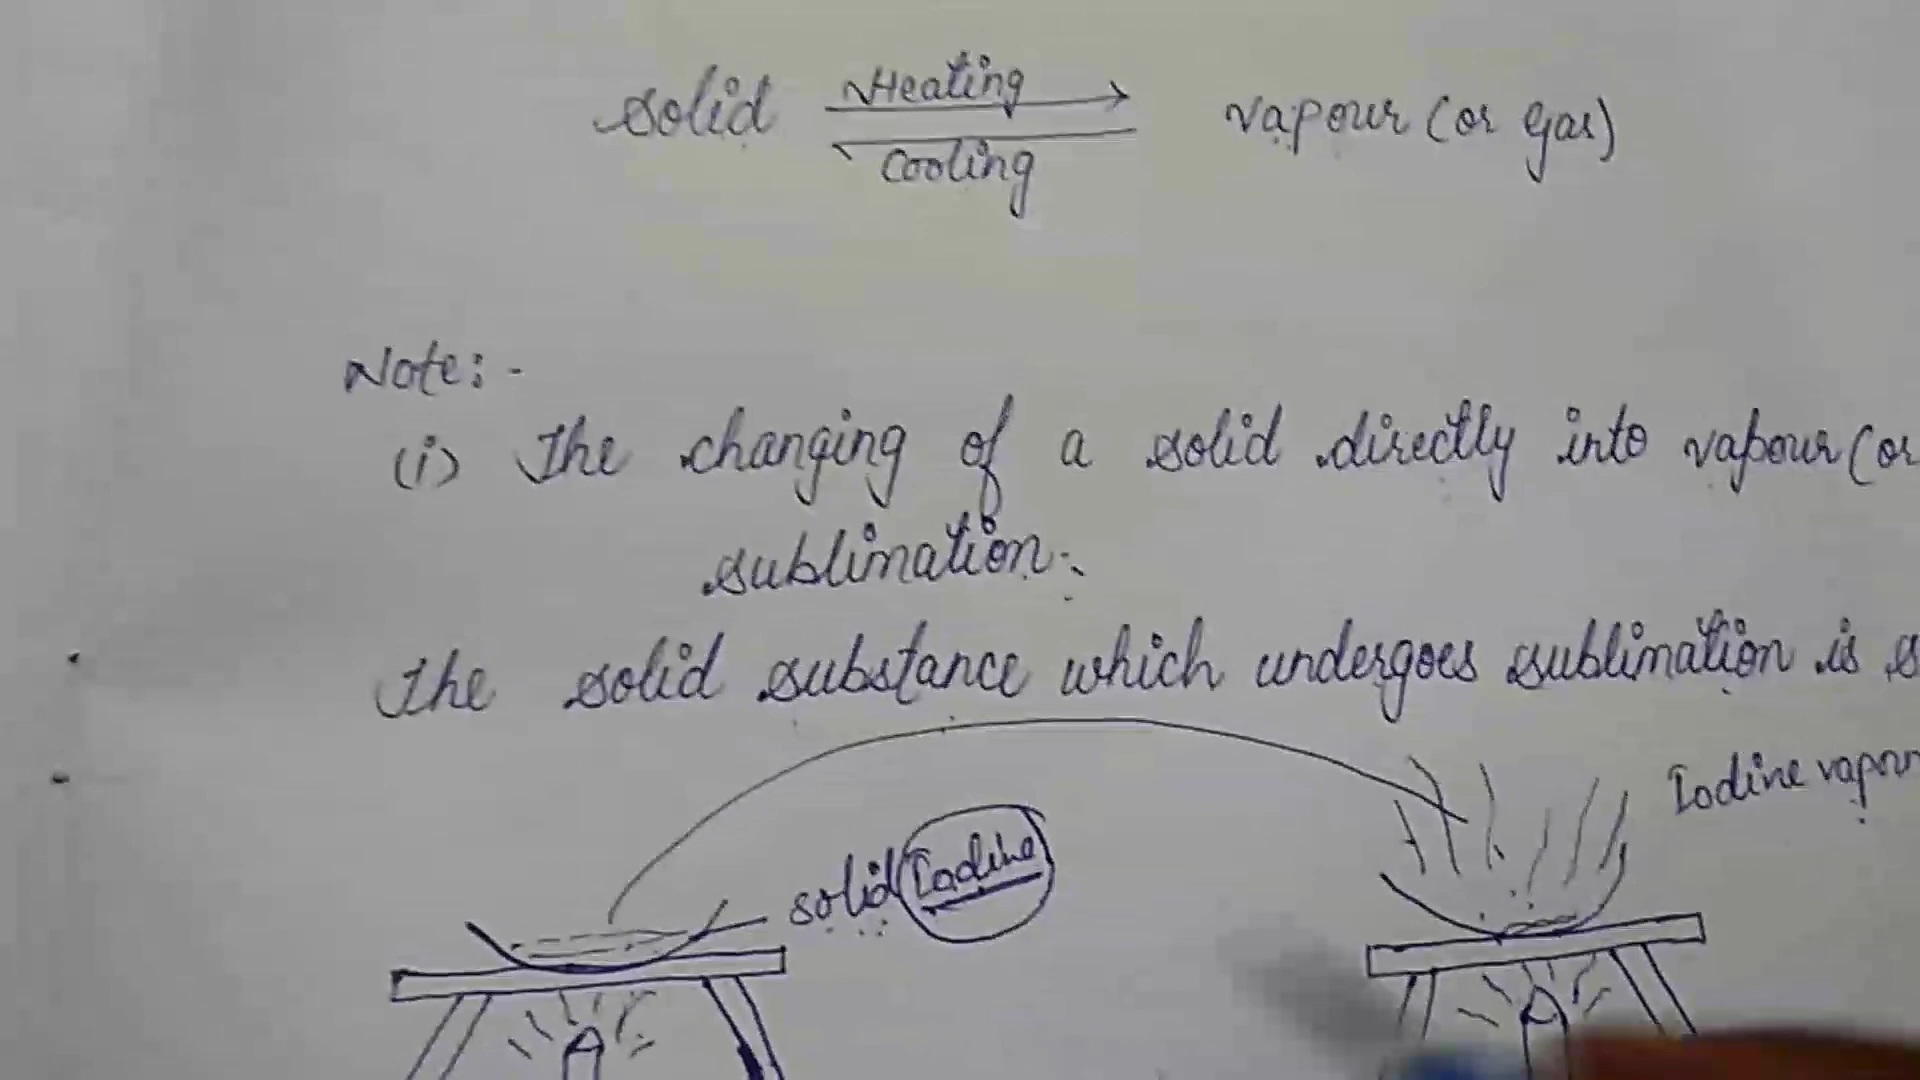 Heating
solid vapour (or gas)
cooling
Note:-
(i) The changing of a solid directly into vapour (or
sublimation.
The solid substance which undergoes sublimation is
Iodine vapour
solid Iodine